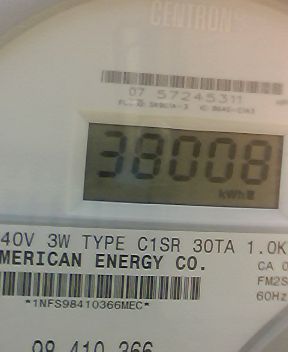 CENTRON
07 57245311
38008
kWh
40V 3W TYPE C1SR 30TA 1.0K
MERICAN ENERGY CO.
CA 0
FM2S
60Hz
*1NFS98410366MEC*
98 410 366